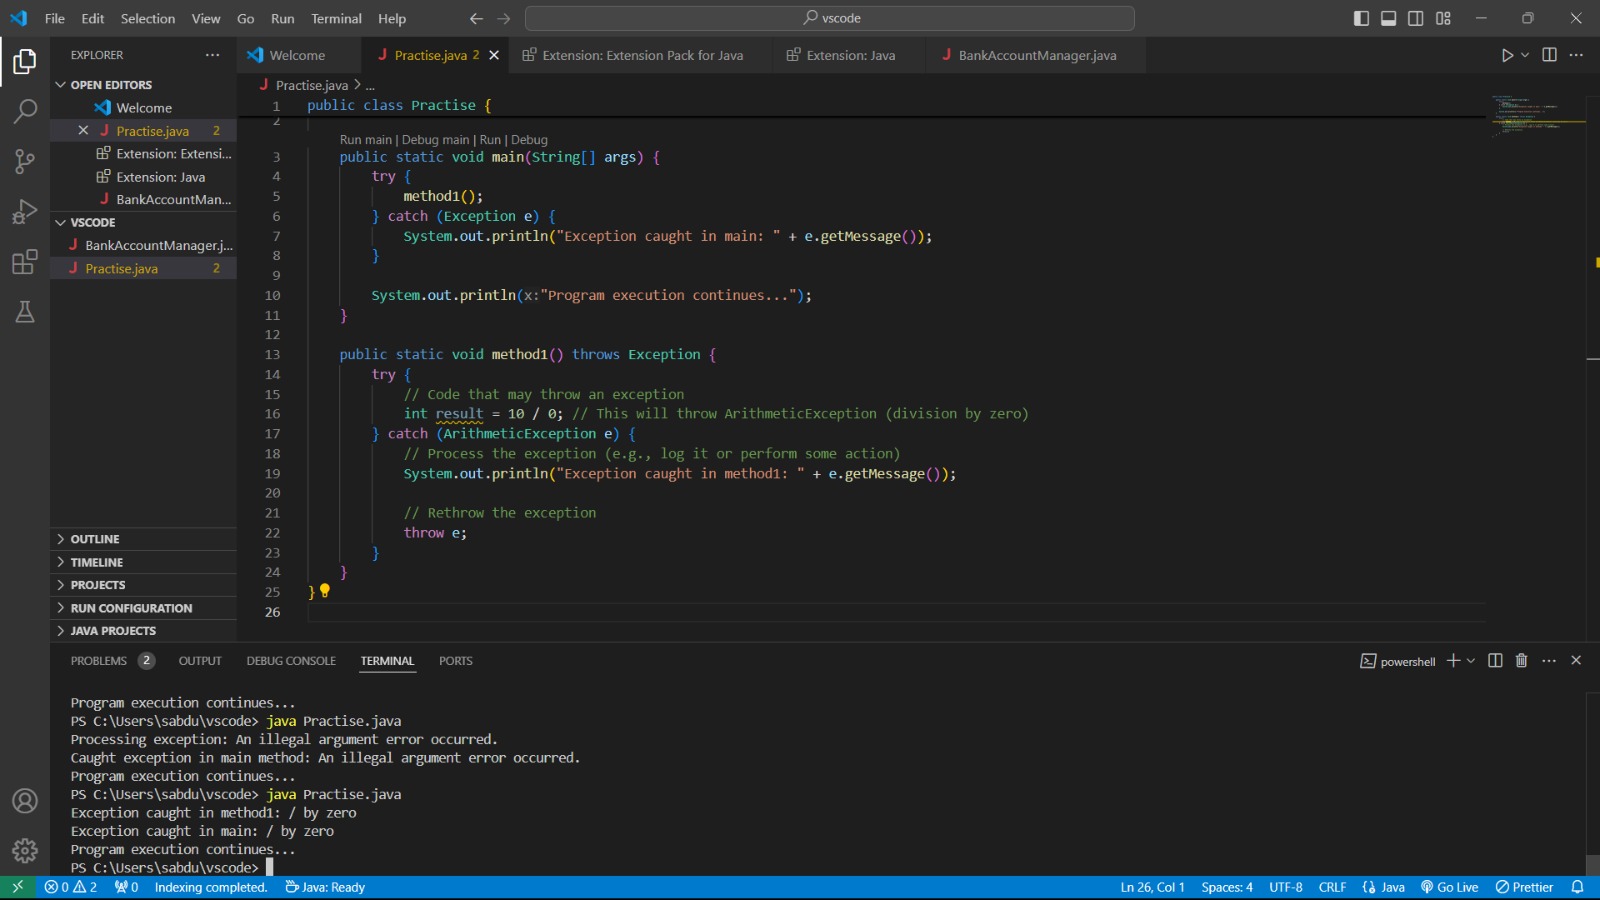 File Edit Selection View Go Run Terminal Help
vscode
EXPLORER
Welcome
Practise.java 2
Extension: Extension Pack for Java
Extension: Java
BankAccountManager.java
OPEN EDITORS
Welcome
Practise.java 2
Extension: Extensi...
Extension: Java
BankAccountMan...
VSCODE
BankAccountManager.j...
Practise.java 2
OUTLINE
TIMELINE
PROJECTS
RUN CONFIGURATION
JAVA PROJECTS
Practise.java > ...
1 public class Practise {
2
Run main | Debug main | Run | Debug
3 public static void main(String[] args) {
4 try {
5 method1();
6 } catch (Exception e) {
7 System.out.println("Exception caught in main: " + e.getMessage());
8 }
9
10 System.out.println(x:"Program execution continues...");
11 }
12
13 public static void method1() throws Exception {
14 try {
15 // Code that may throw an exception
16 int result = 10 / 0; // This will throw ArithmeticException (division by zero)
17 } catch (ArithmeticException e) {
18 // Process the exception (e.g., log it or perform some action)
19 System.out.println("Exception caught in method1: " + e.getMessage());
20
21 // Rethrow the exception
22 throw e;
23 }
24 }
25 }
26
PROBLEMS 2 OUTPUT DEBUG CONSOLE TERMINAL PORTS
powershell
Program execution continues...
PS C:\Users\sabdu\vscode> java Practise.java
Processing exception: An illegal argument error occurred.
Caught exception in main method: An illegal argument error occurred.
Program execution continues...
PS C:\Users\sabdu\vscode> java Practise.java
Exception caught in method1: / by zero
Exception caught in main: / by zero
Program execution continues...
PS C:\Users\sabdu\vscode>
0 2 0 Indexing completed. Java: Ready
Ln 26, Col 1 Spaces: 4 UTF-8 CRLF Java Go Live Prettier